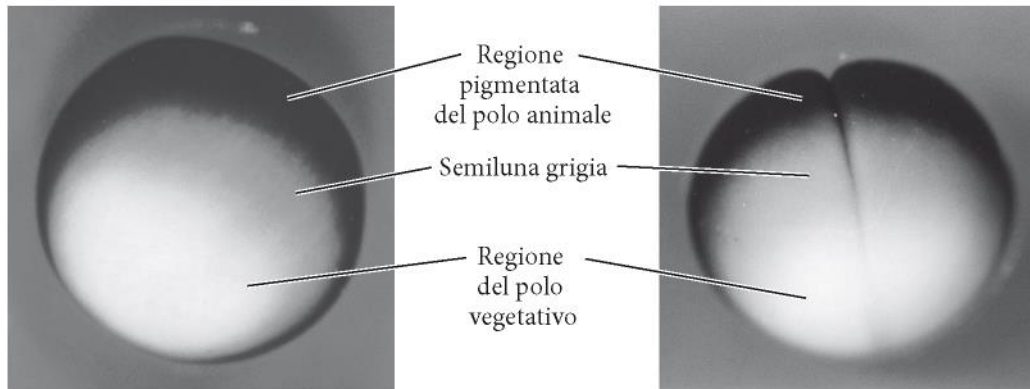 Regione
pigmentata
del polo animale
Semiluna grigia
Regione
del polo
vegetativo